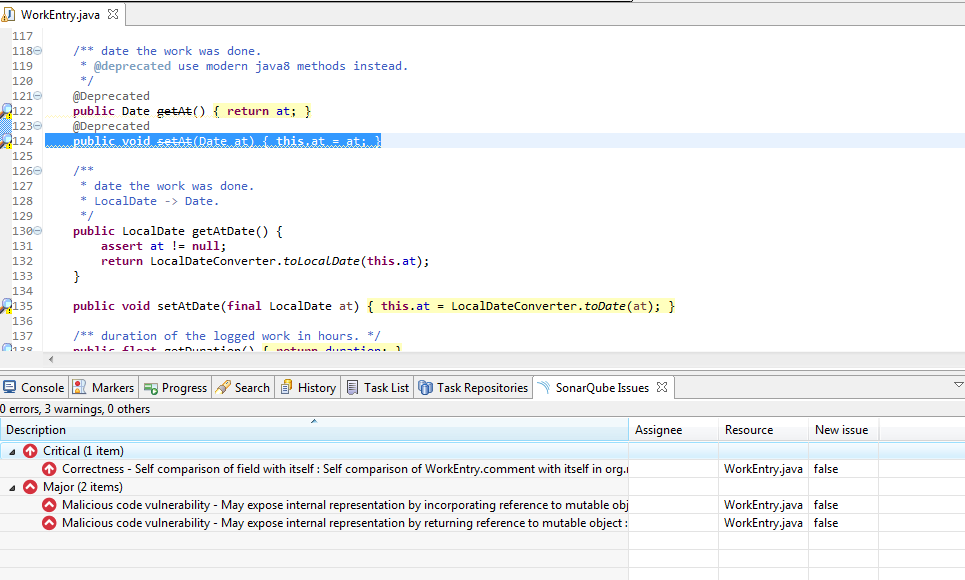 WorkEntry.java
117
118 /** date the work was done.
119 * @deprecated use modern java8 methods instead.
120 */
121 @Deprecated
122 public Date getAt() { return at; }
123 @Deprecated
124 public void setAt(Date at) { this.at = at; }
125
126 /**
127 * date the work was done.
128 * LocalDate -> Date.
129 */
130 public LocalDate getAtDate() {
131 assert at != null;
132 return LocalDateConverter.toLocalDate(this.at);
133 }
134
135 public void setAtDate(final LocalDate at) { this.at = LocalDateConverter.toDate(at); }
136
137 /** duration of the logged work in hours. */
138 public float getDuration() { return duration; }
Console Markers Progress Search History Task List Task Repositories SonarQube Issues
0 errors, 3 warnings, 0 others
Description Assignee Resource New issue
Critical (1 item)
Correctness - Self comparison of field with itself : Self comparison of WorkEntry.comment with itself in org. WorkEntry.java false
Major (2 items)
Malicious code vulnerability - May expose internal representation by incorporating reference to mutable obj WorkEntry.java false
Malicious code vulnerability - May expose internal representation by returning reference to mutable object : WorkEntry.java false